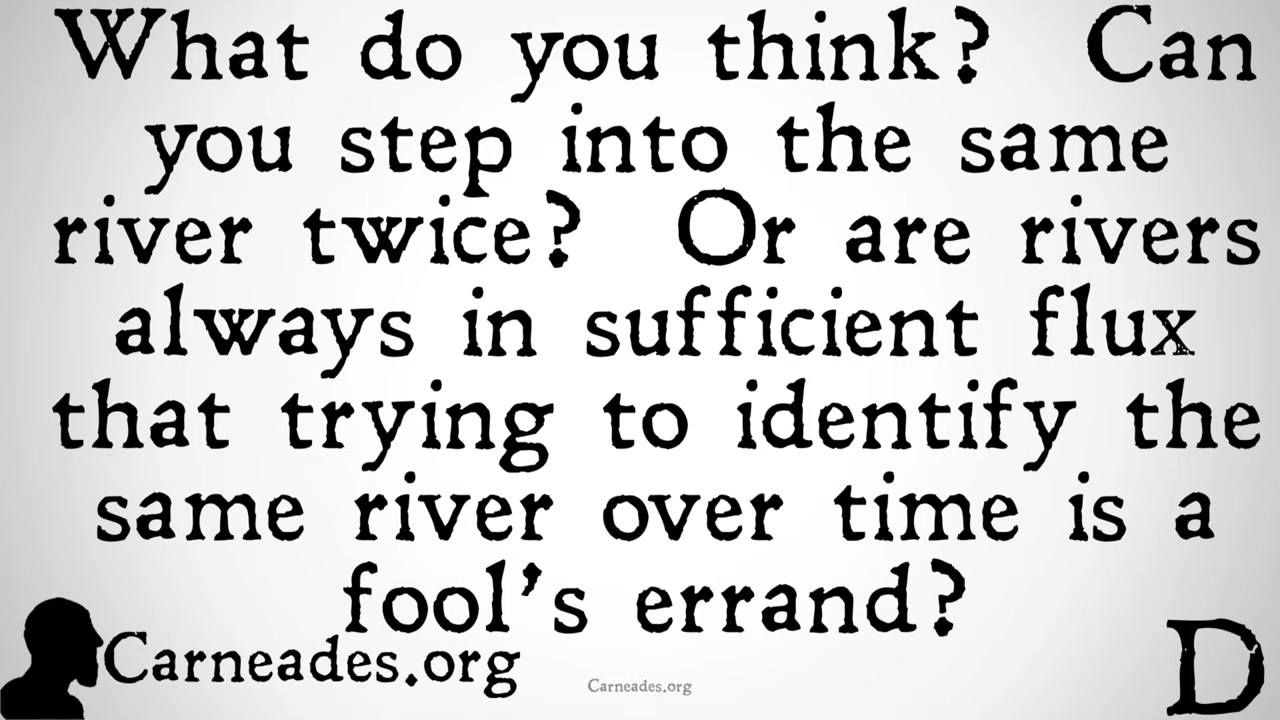 What do you think? Can
you step into the same
river twice? Or are rivers
always in sufficient flux
that trying to identify the
same river over time is a
fool's errand?
Carneades.org
Carneades.org
D